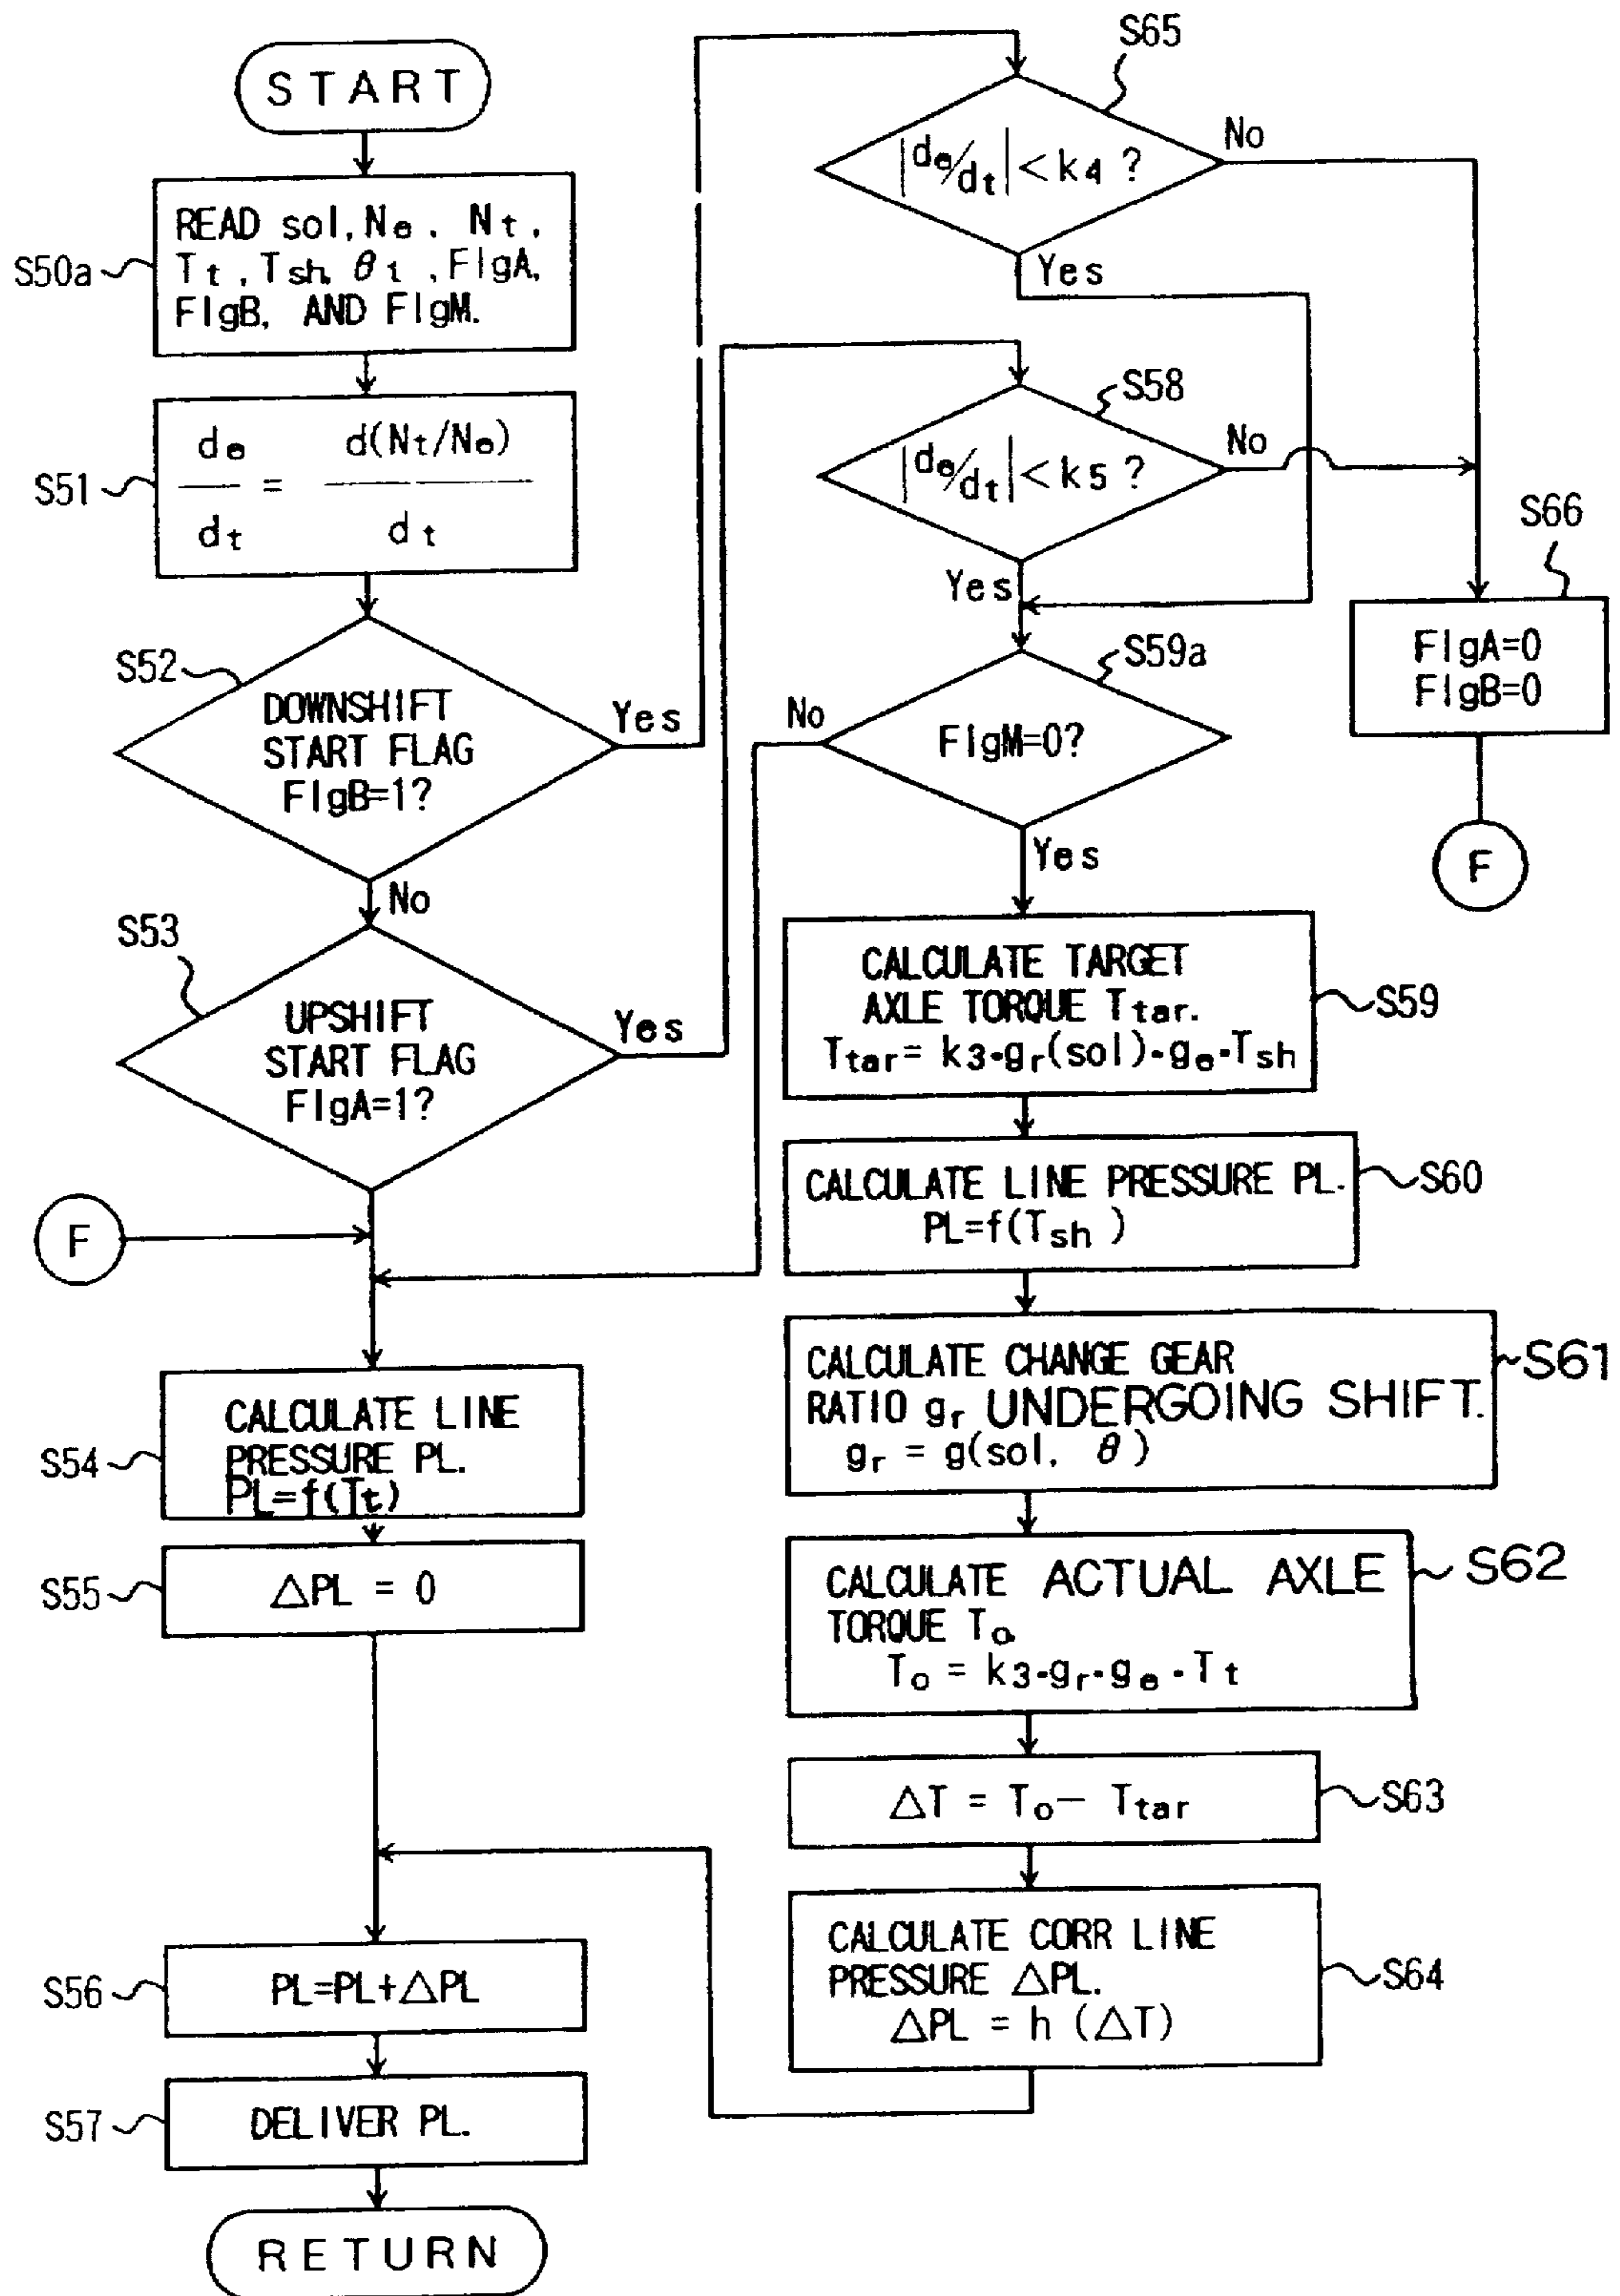 START
S50a
READ sol, Ne, Nt,
Tt, Tsh, θt, FlgA,
FlgB, AND FlgM.
S51
de/dt = d(Nt/Ne)/dt
S52
DOWNSHIFT
START FLAG
FlgB=1?
Yes
No
S53
UPSHIFT
START FLAG
FlgA=1?
Yes
F
S54
CALCULATE LINE
PRESSURE PL.
PL=f(Tt)
S55
△PL = 0
S56
PL=PL+△PL
S57
DELIVER PL.
RETURN
S65
|de/dt| < k4 ?
No
Yes
S58
|de/dt| < k5 ?
No
Yes
S66
FlgA=0
FlgB=0
F
S59a
FlgM=0?
No
Yes
CALCULATE TARGET
AXLE TORQUE Ttar.
Ttar= k3·gr(sol)·ge·Tsh
S59
CALCULATE LINE PRESSURE PL.
PL=f(Tsh )
S60
CALCULATE CHANGE GEAR
RATIO gr UNDERGOING SHIFT.
gr = g(sol, θ )
S61
CALCULATE ACTUAL AXLE
TORQUE To.
To = k3·gr·ge·Tt
S62
△T = To− Ttar
S63
CALCULATE CORR LINE
PRESSURE △PL.
△PL = h (△T)
S64